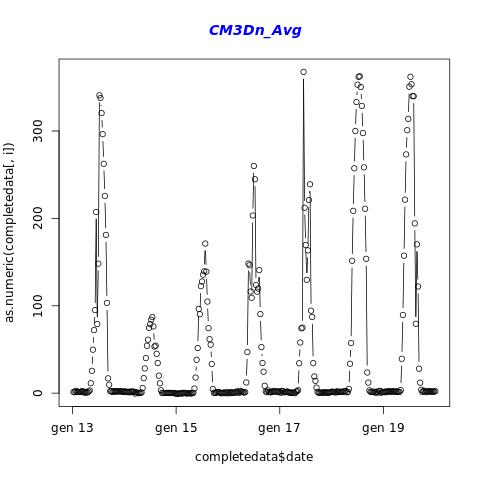 CM3Dn_Avg
as.numeric(completedata[, i])
300
200
100
0
gen 13
gen 15
gen 17
gen 19
completedata$date